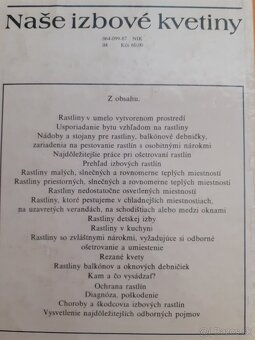 Naše izbové kvetiny
064-099-87 NIK
04 Kčs 60,00
Z obsahu:
Rastliny v umelo vytvorenom prostredí
Usporiadanie bytu vzhľadom na rastliny
Nádoby a stojany pre rastliny, balkónové debničky,
zariadenia na pestovanie rastlín s osobitnými nárokmi
Najdôležitejšie práce pri ošetrovaní rastlín
Prehľad izbových rastlín
Rastliny malých, slnečných a rovnomerne teplých miestností
Rastliny priestorných, slnečných a rovnomerne teplých miestností
Rastliny nedostatočne osvetlených miestností
Rastliny, ktoré pestujeme v chladnejších miestnostiach,
na uzavretých verandách, na schodištiach alebo medzi oknami
Rastliny detskej izby
Rastliny v kuchyni
Rastliny so zvláštnymi nárokmi, vyžadujúce si odborné
ošetrovanie a umiestenie
Rezané kvety
Rastliny balkónov a oknových debničiek
Kam a čo vysádzať?
Ochrana rastlín
Diagnóza, poškodenie
Choroby a škodcovia izbových rastlín
Vysvetlenie najdôležitejších odborných pojmov